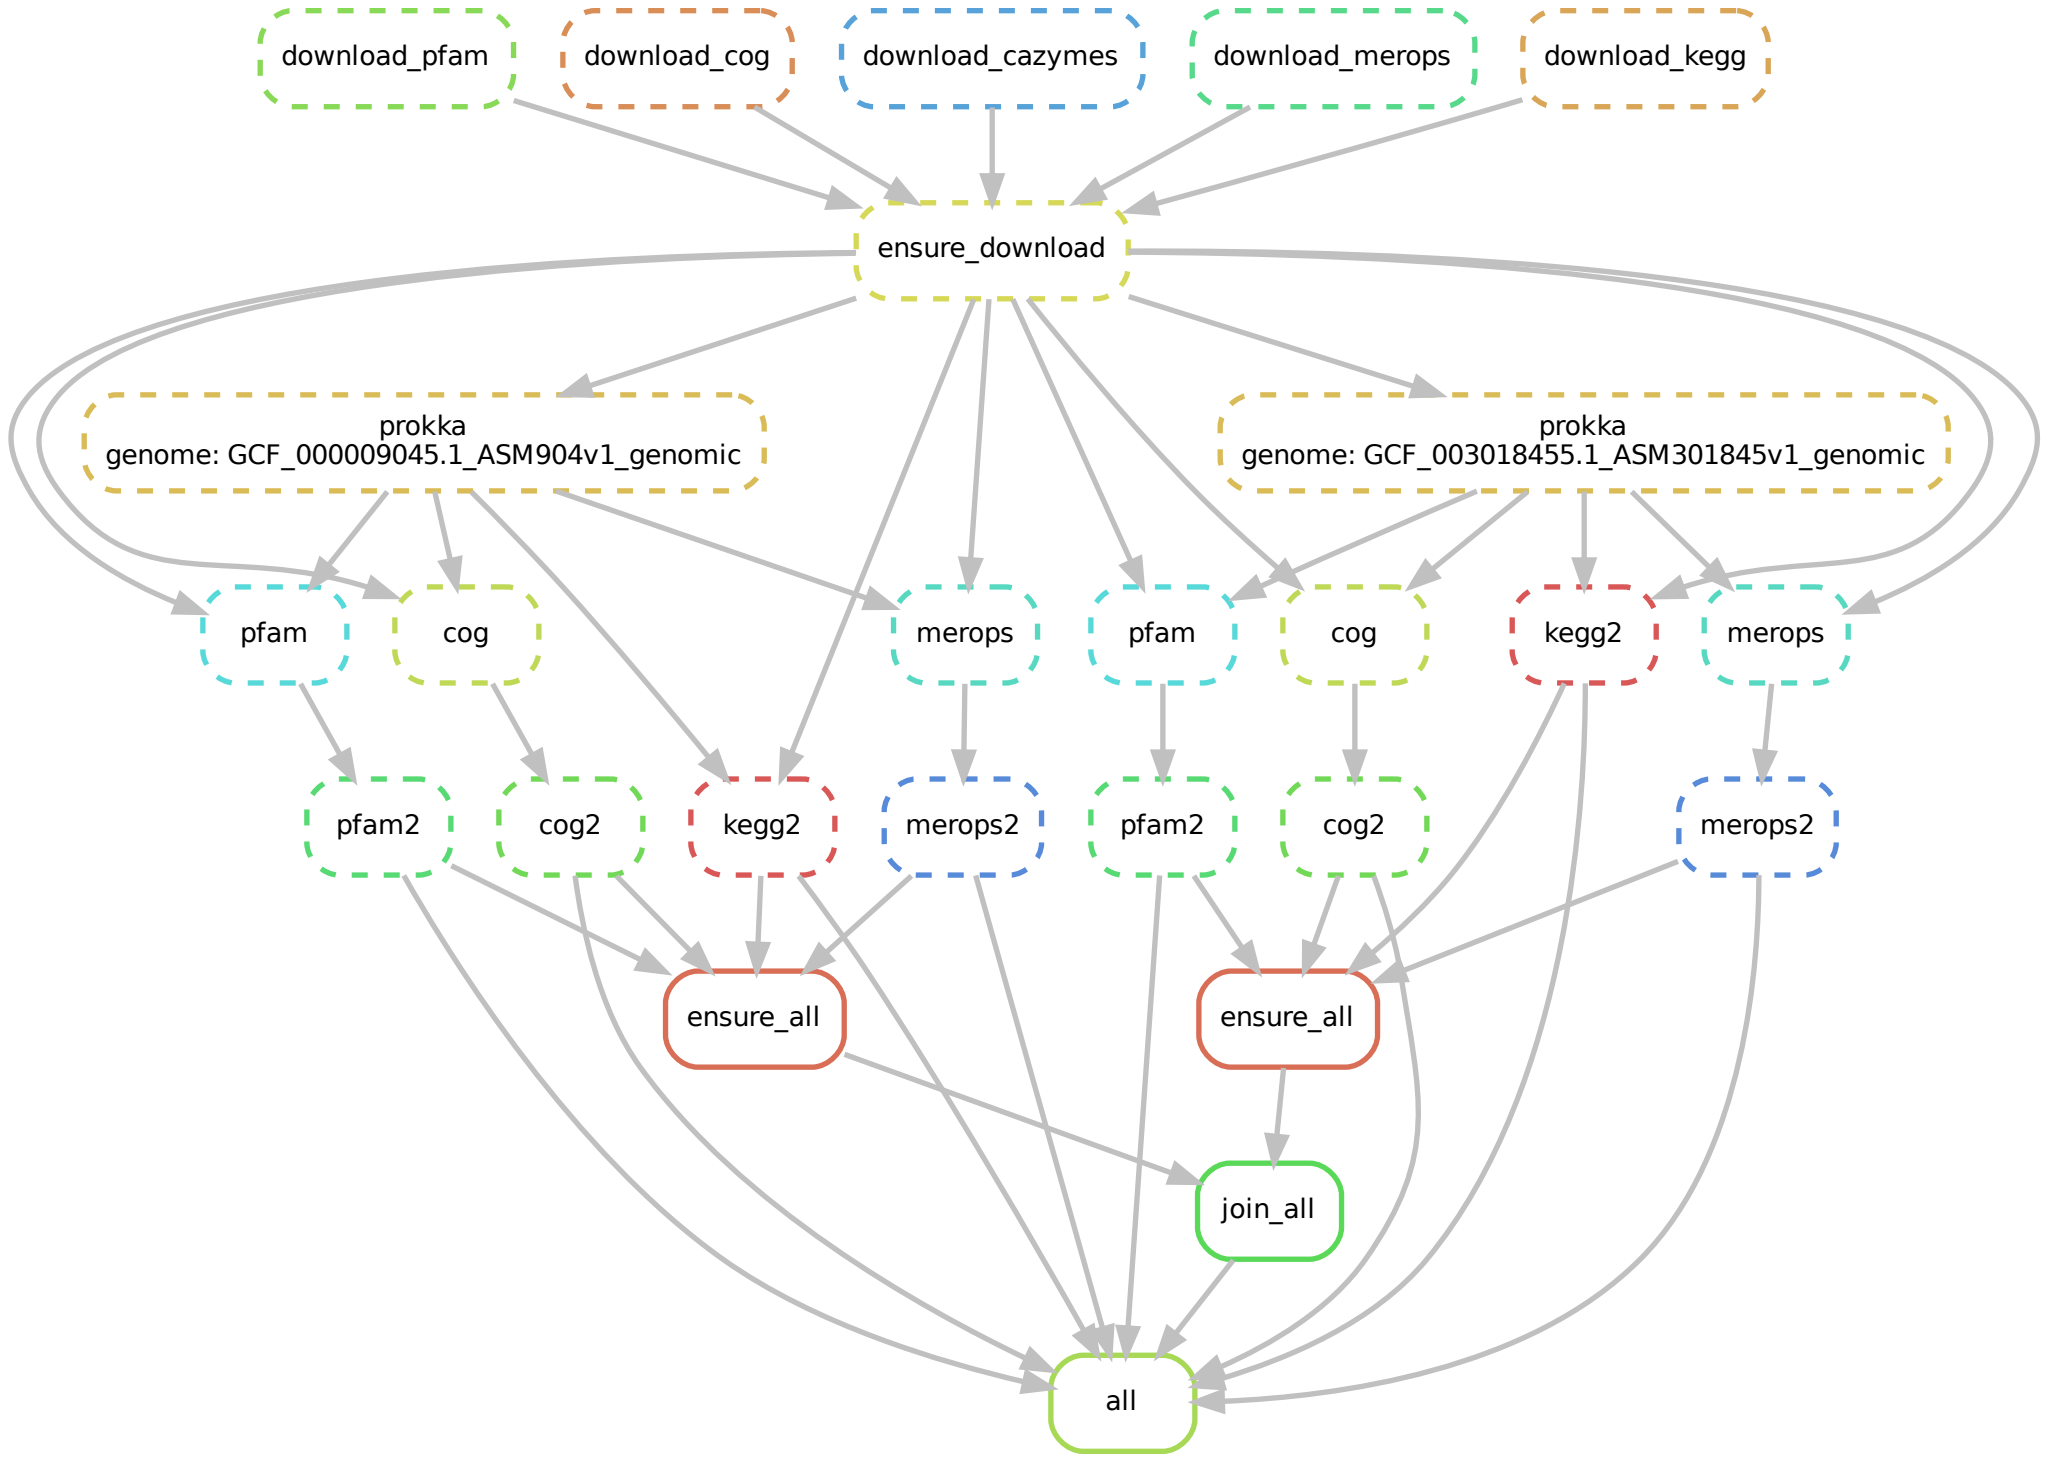 download_pfam
download_cog
download_cazymes
download_merops
download_kegg
ensure_download
prokka
genome: GCF_000009045.1_ASM904v1_genomic
prokka
genome: GCF_003018455.1_ASM301845v1_genomic
pfam
cog
merops
pfam
cog
kegg2
merops
pfam2
cog2
kegg2
merops2
pfam2
cog2
merops2
ensure_all
ensure_all
join_all
all